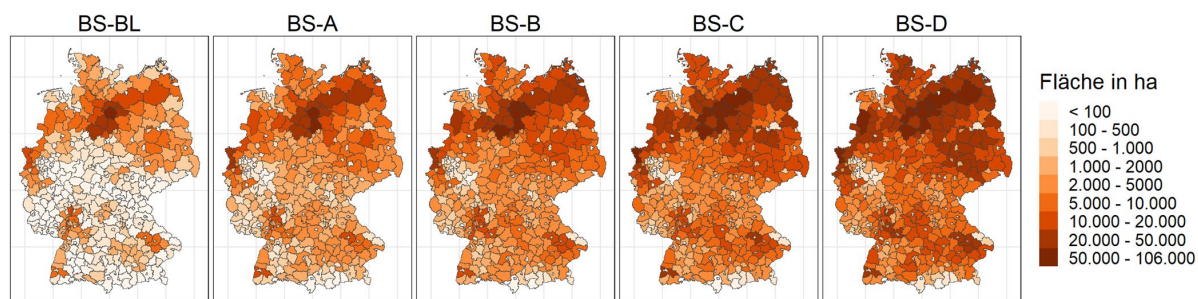 BS-BL
BS-A
BS-B
BS-C
BS-D
Fläche in ha
< 100
100 - 500
500 - 1.000
1.000 - 2000
2.000 - 5000
5.000 - 10.000
10.000 - 20.000
20.000 - 50.000
50.000 - 106.000